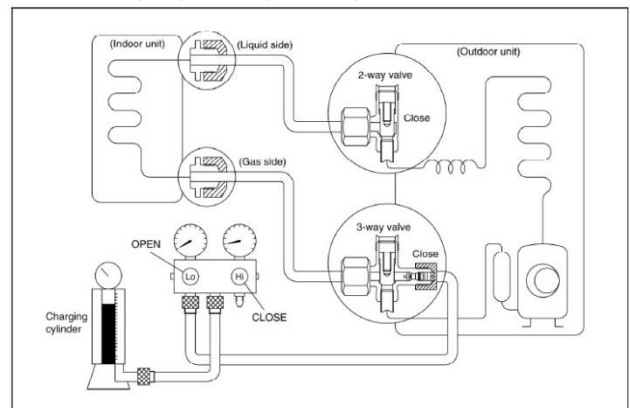 (Indoor unit)
(Liquid side)
(Outdoor unit)
2-way valve
Close
(Gas side)
3-way valve
Close
OPEN
Lo
Hi
CLOSE
Charging
cylinder